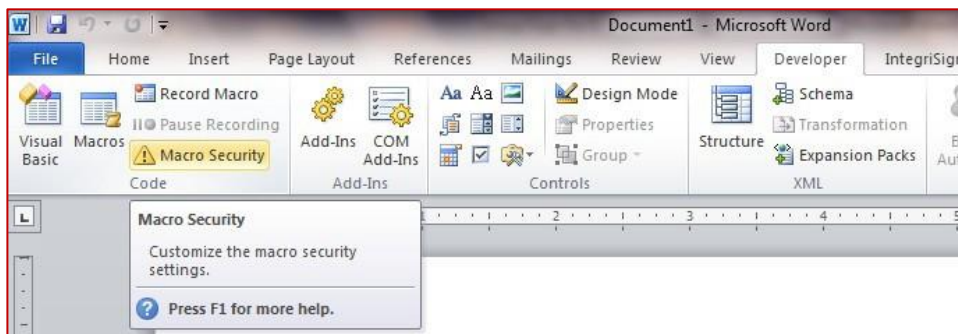 W
Document1 - Microsoft Word
File Home Insert Page Layout References Mailings Review View Developer IntegriSign
Record Macro Aa Aa Design Mode Schema
Visual Basic Macros Pause Recording Add-Ins COM Add-Ins Properties Structure Transformation
Macro Security Group Expansion Packs
Code Add-Ins Controls XML
L Macro Security 1 2 3 4 5
Customize the macro security
settings.
? Press F1 for more help.